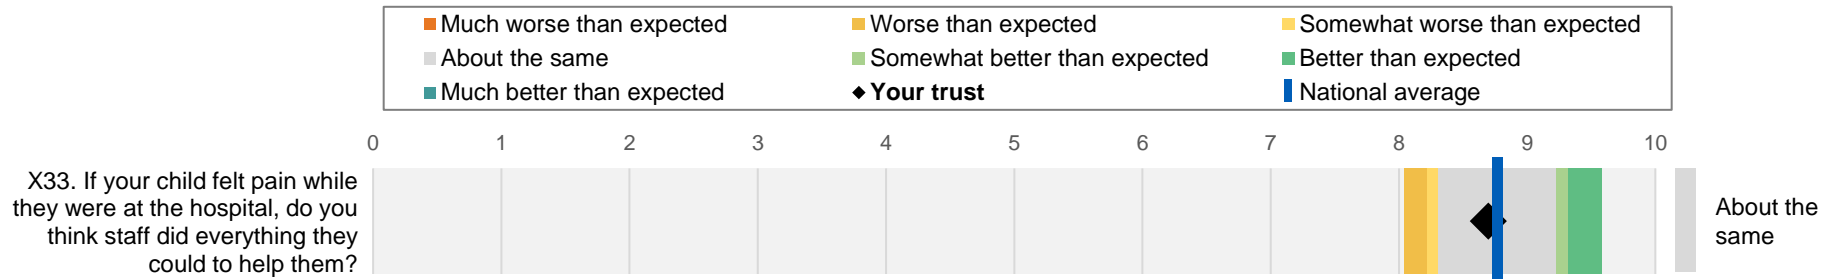 Much worse than expected
Worse than expected
Somewhat worse than expected
About the same
Somewhat better than expected
Better than expected
Much better than expected
Your trust
National average
0 1 2 3 4 5 6 7 8 9 10
X33. If your child felt pain while
they were at the hospital, do you
think staff did everything they
could to help them?
About the
same